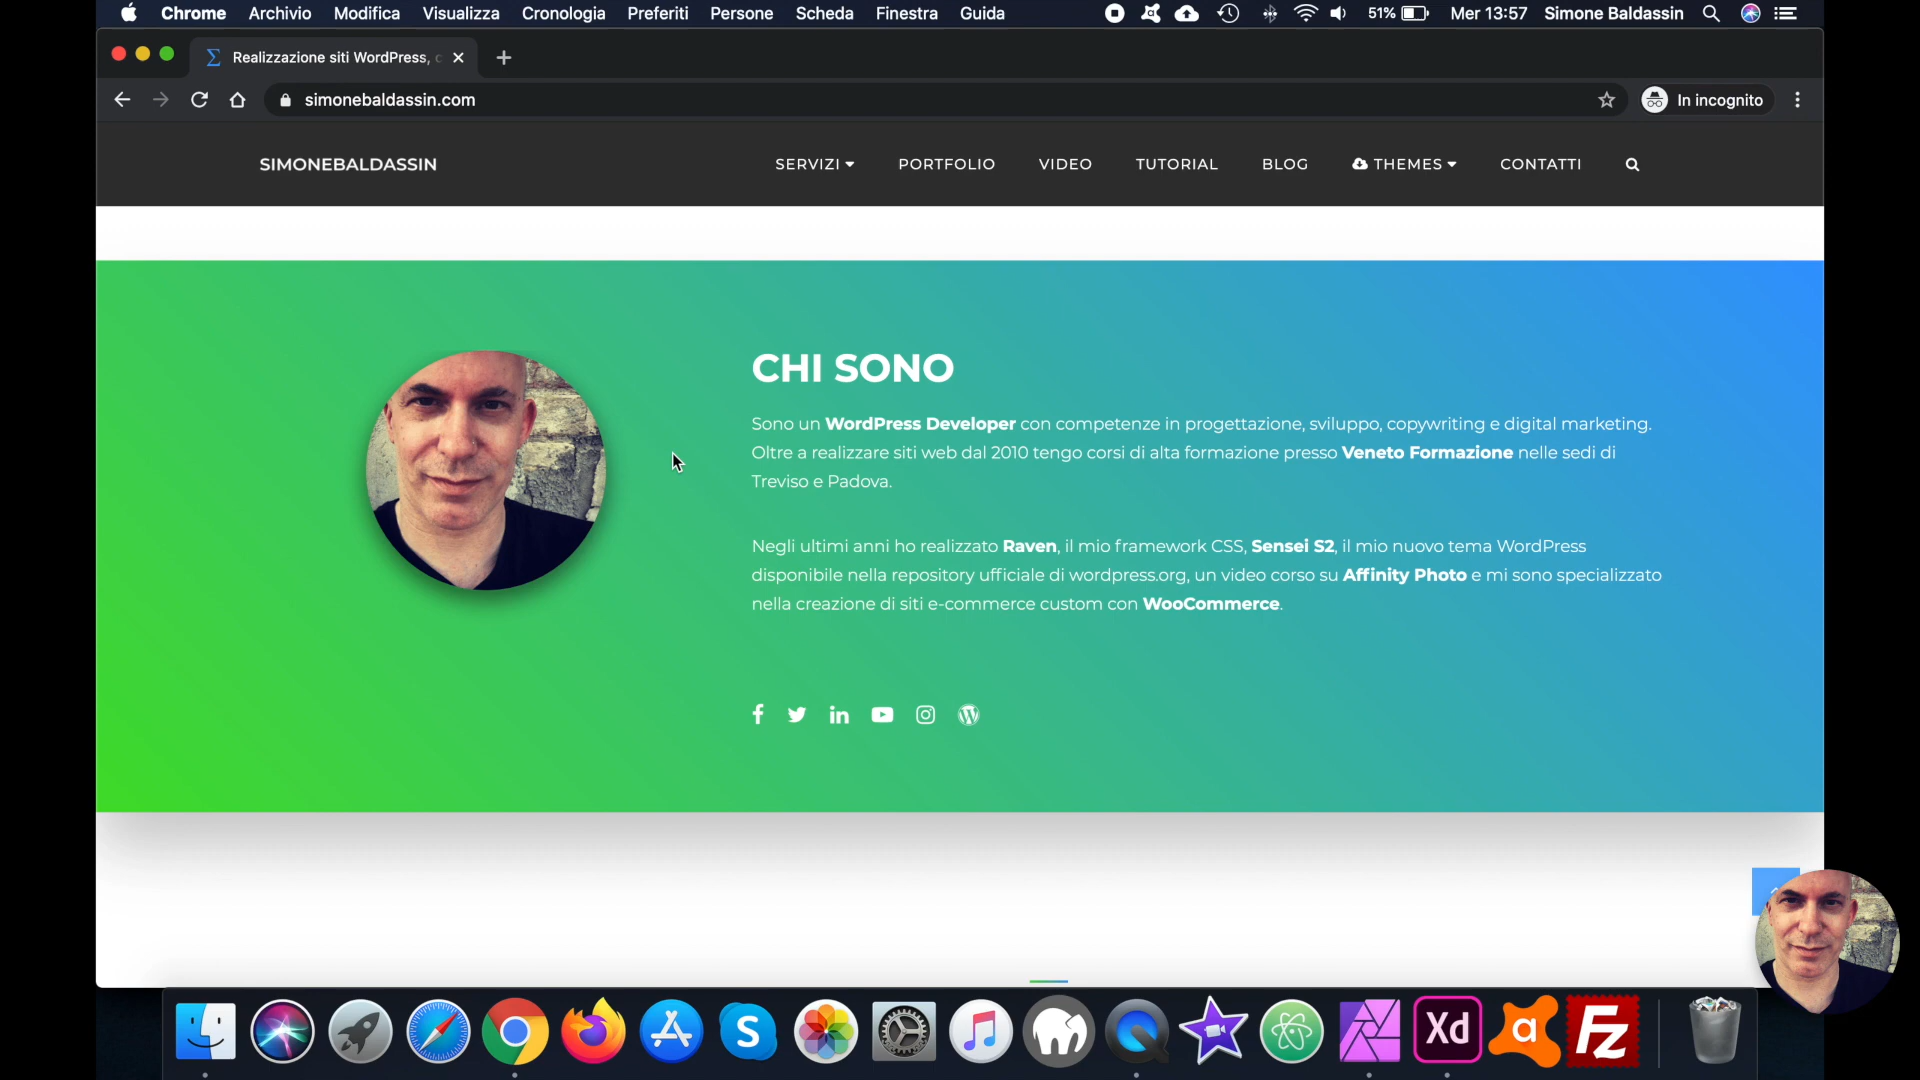 Chrome Archivio Modifica Visualizza Cronologia Preferiti Persone Scheda Finestra Guida 51% Mer 13:57 Simone Baldassin
Realizzazione siti WordPress, c
simonebaldassin.com In incognito
SIMONEBALDASSIN SERVIZI PORTFOLIO VIDEO TUTORIAL BLOG THEMES CONTATTI
CHI SONO
Sono un WordPress Developer con competenze in progettazione, sviluppo, copywriting e digital marketing.
Oltre a realizzare siti web dal 2010 tengo corsi di alta formazione presso Veneto Formazione nelle sedi di
Treviso e Padova.
Negli ultimi anni ho realizzato Raven, il mio framework CSS, Sensei S2, il mio nuovo tema WordPress
disponibile nella repository ufficiale di wordpress.org, un video corso su Affinity Photo e mi sono specializzato
nella creazione di siti e-commerce custom con WooCommerce.
S Xd a Fz